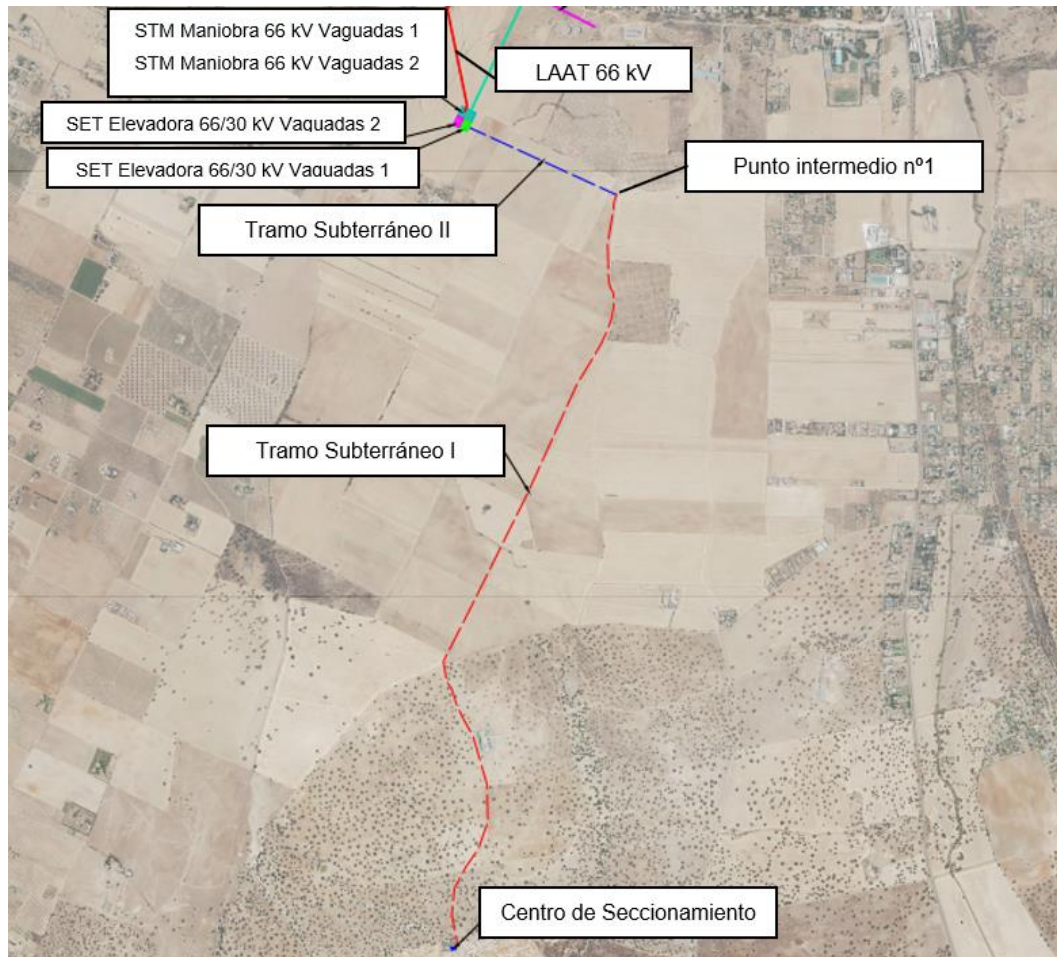 STM Maniobra 66 kV Vaguadas 1
STM Maniobra 66 kV Vaguadas 2
LAAT 66 kV
SET Elevadora 66/30 kV Vaguadas 2
SET Elevadora 66/30 kV Vaguadas 1
Punto intermedio nº1
Tramo Subterráneo II
Tramo Subterráneo I
Centro de Seccionamiento